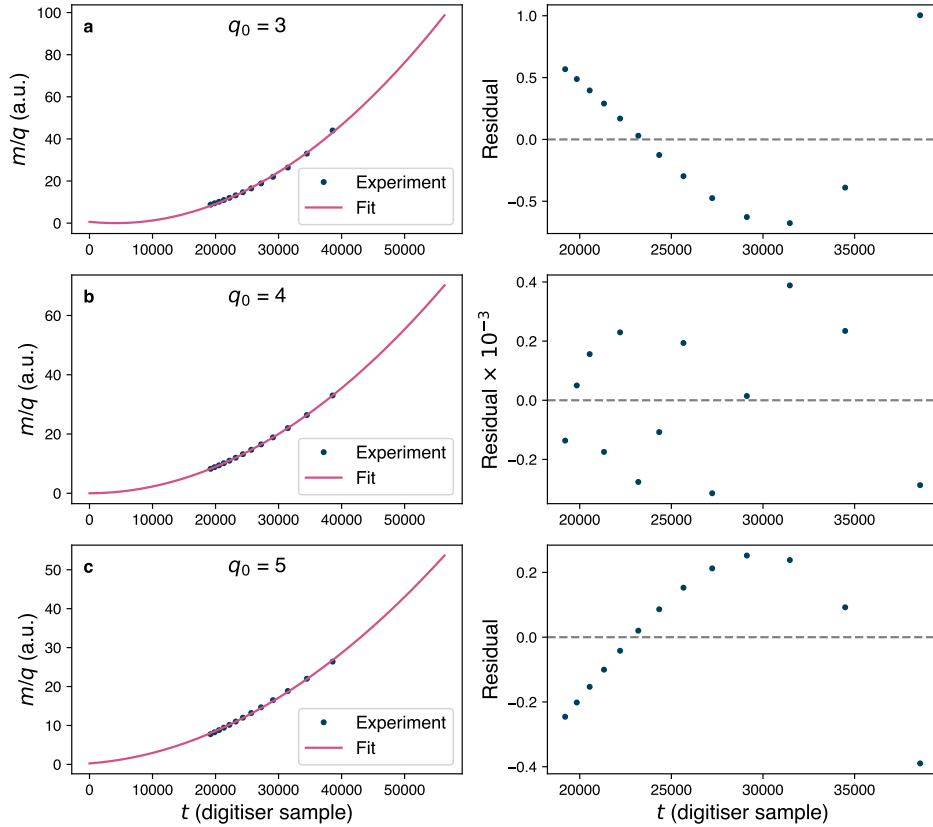 a
q₀ = 3
m/q (a.u.)
100
80
60
40
20
0
0 10000 20000 30000 40000 50000
Experiment
Fit
Residual
1.0
0.5
0.0
−0.5
20000 25000 30000 35000
b
q₀ = 4
m/q (a.u.)
60
40
20
0
0 10000 20000 30000 40000 50000
Experiment
Fit
Residual × 10⁻³
0.4
0.2
0.0
−0.2
20000 25000 30000 35000
c
q₀ = 5
m/q (a.u.)
50
40
30
20
10
0
0 10000 20000 30000 40000 50000
t (digitiser sample)
Experiment
Fit
Residual
0.2
0.0
−0.2
−0.4
20000 25000 30000 35000
t (digitiser sample)